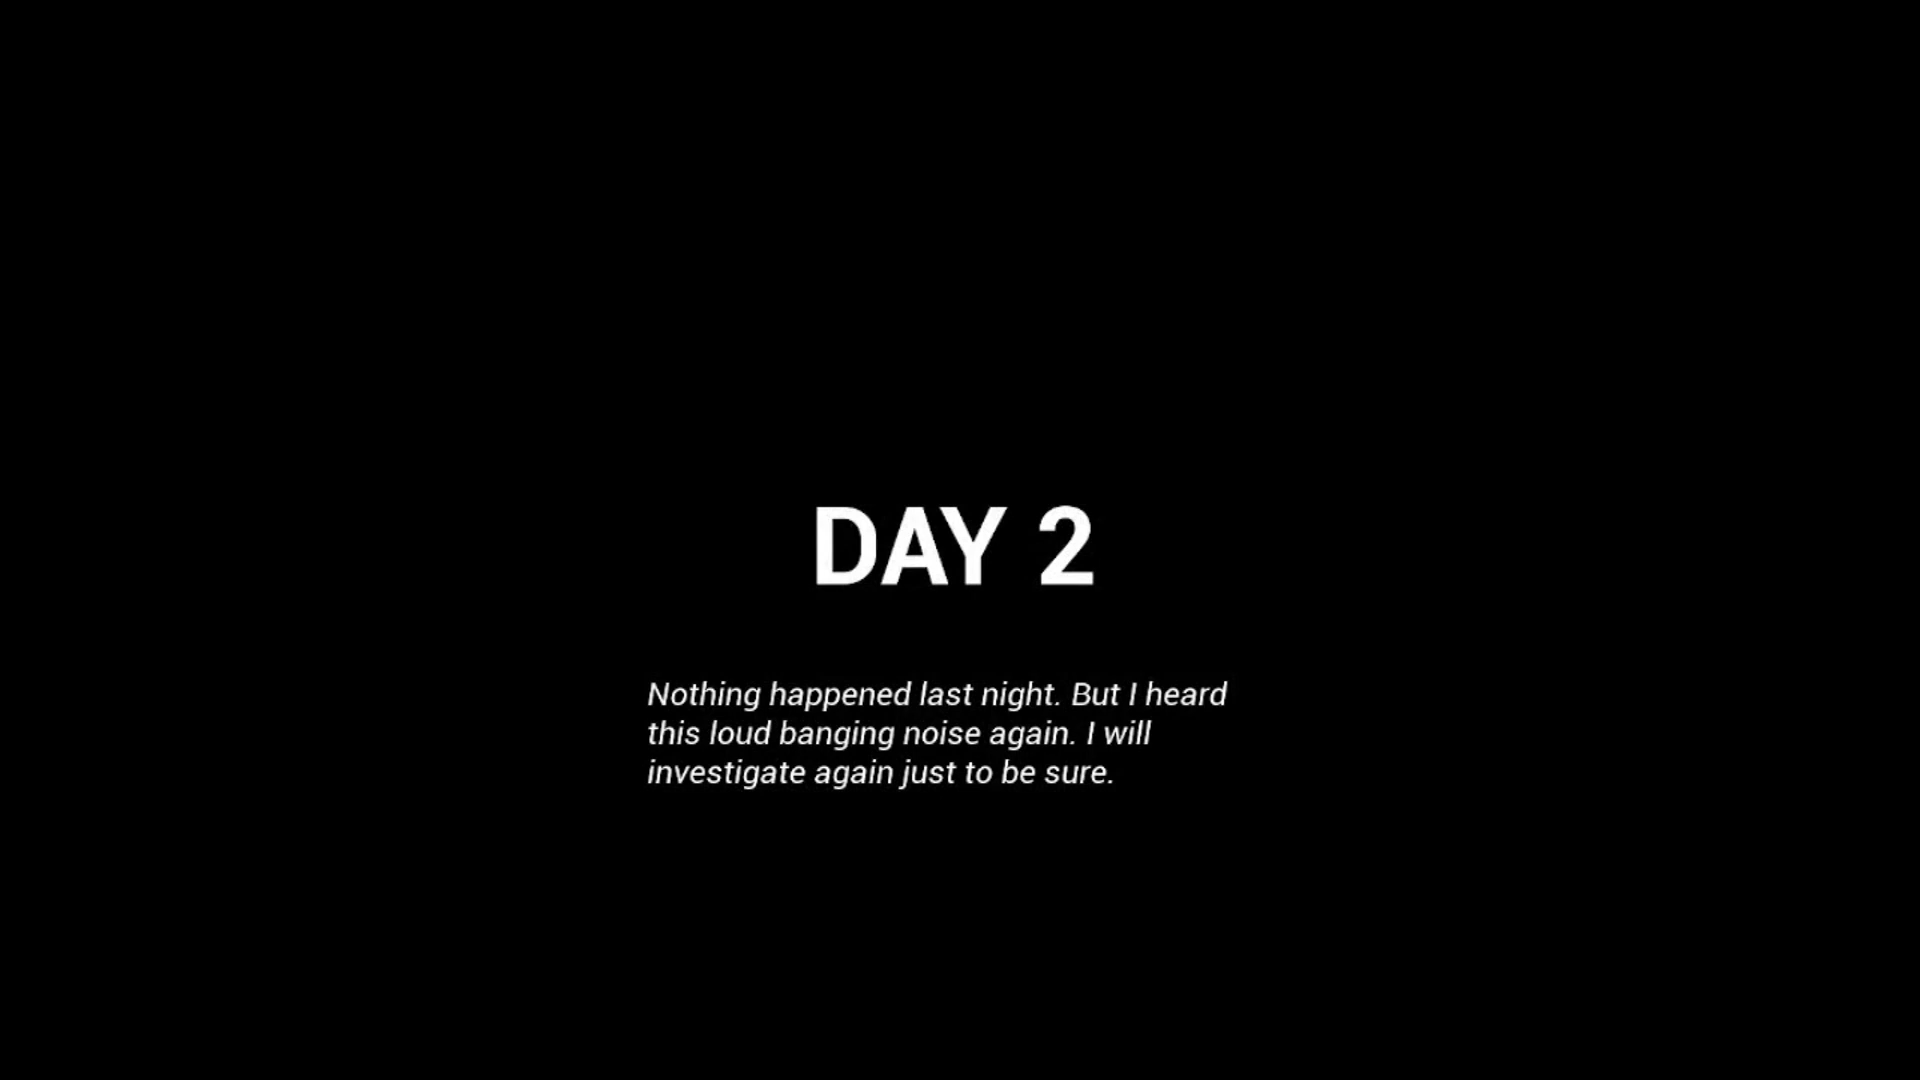 DAY 2
Nothing happened last night. But I heard
this loud banging noise again. I will
investigate again just to be sure.